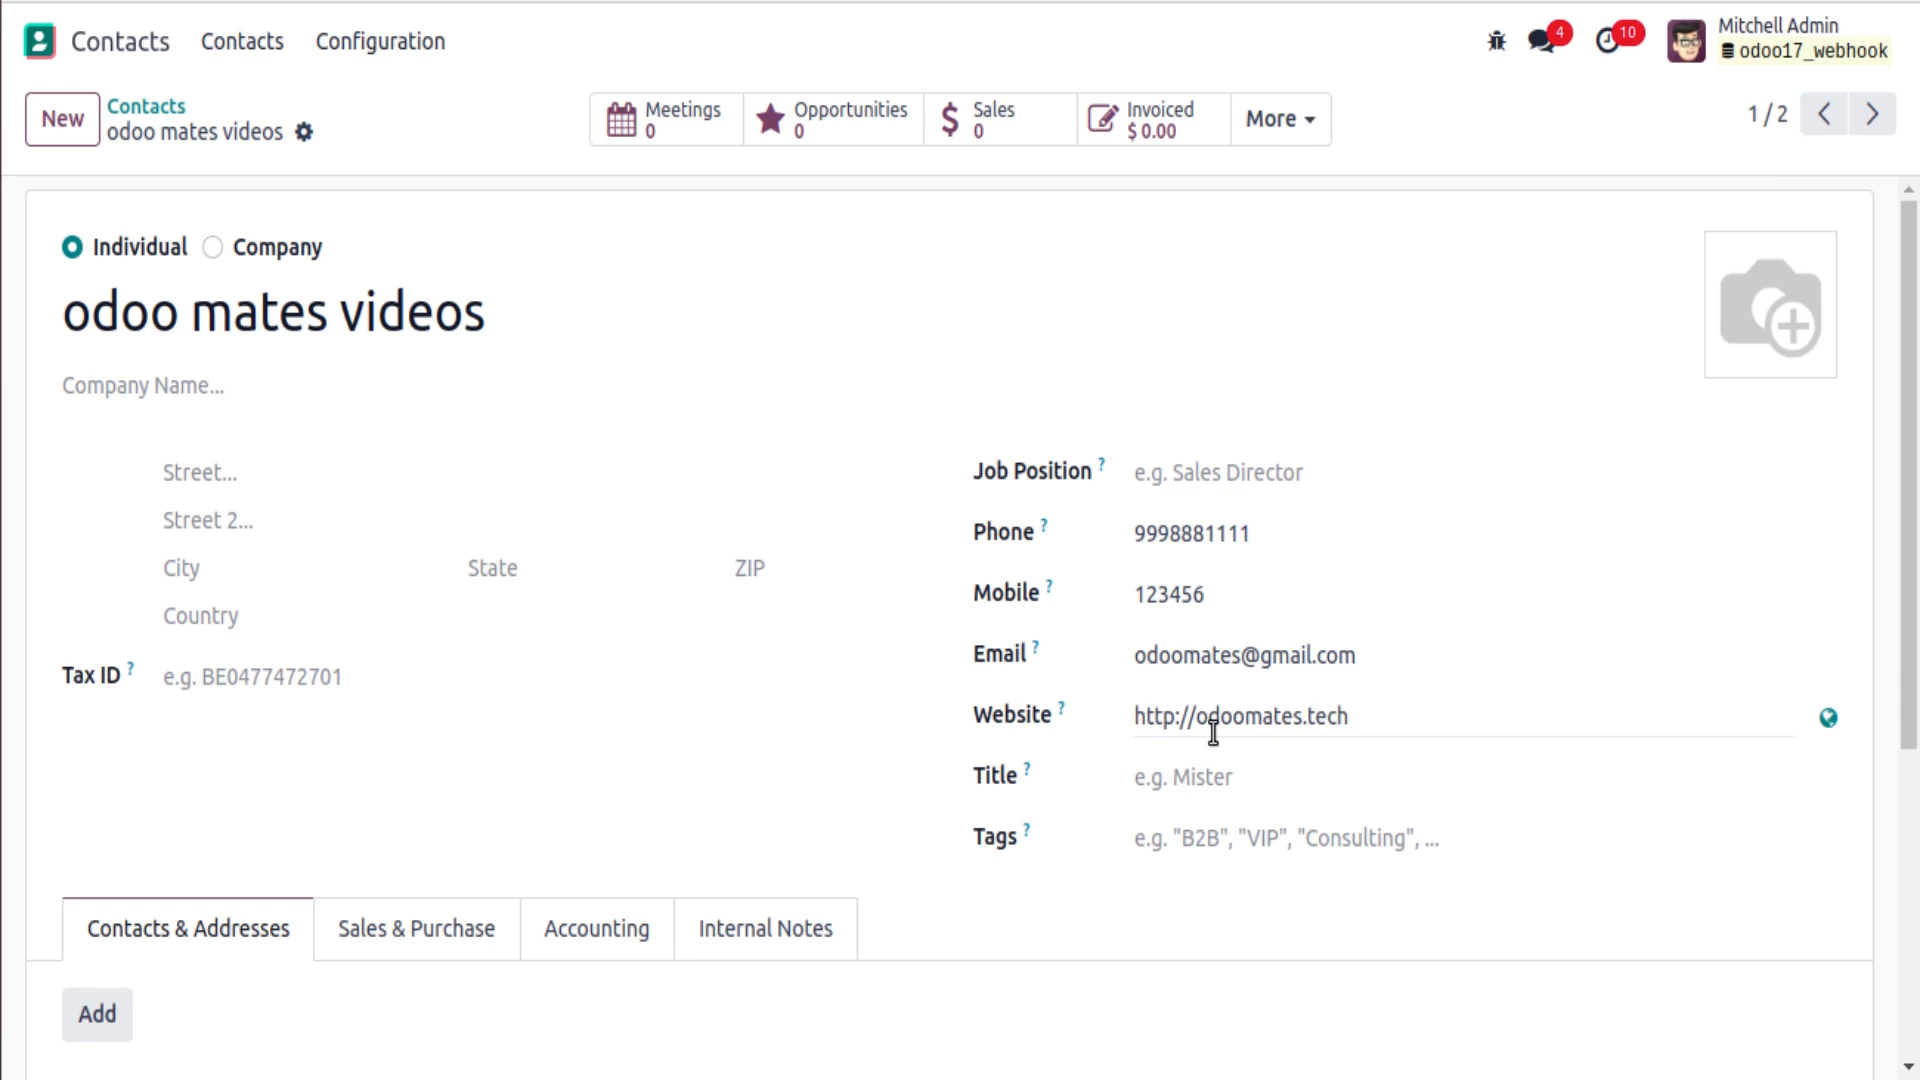 Contacts Contacts Configuration 4 10 Mitchell Admin
odoo17_webhook
New Contacts
odoo mates videos
Meetings
0
Opportunities
0
Sales
0
Invoiced
$ 0.00
More
1 / 2
Individual Company
odoo mates videos
Company Name...
Street...
Street 2...
City State ZIP
Country
Tax ID ? e.g. BE0477472701
Job Position ? e.g. Sales Director
Phone ? 9998881111
Mobile ? 123456
Email ? odoomates@gmail.com
Website ? http://odoomates.tech
Title ? e.g. Mister
Tags ? e.g. "B2B", "VIP", "Consulting", ...
Contacts & Addresses Sales & Purchase Accounting Internal Notes
Add